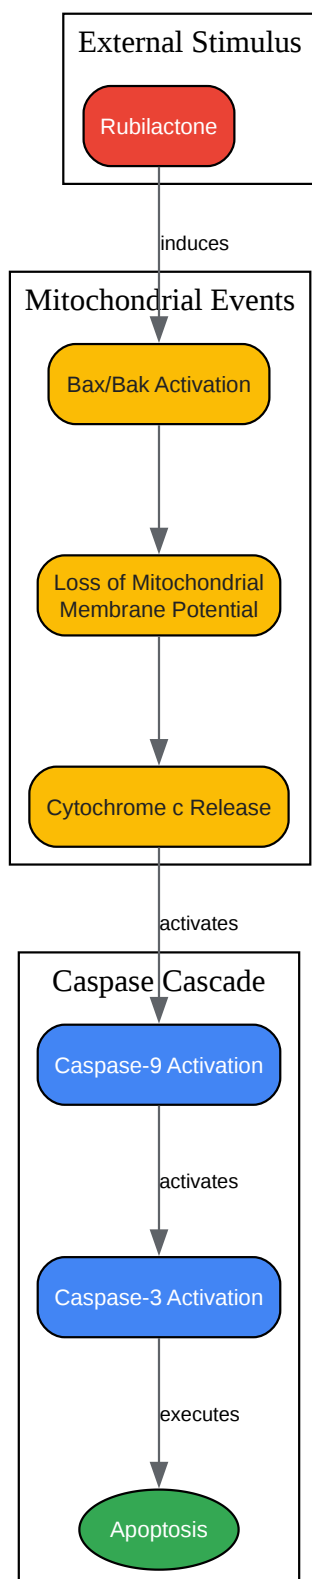 External Stimulus
Rubilactone
induces
Mitochondrial Events
Bax/Bak Activation
Loss of Mitochondrial
Membrane Potential
Cytochrome c Release
activates
Caspase Cascade
Caspase-9 Activation
activates
Caspase-3 Activation
executes
Apoptosis